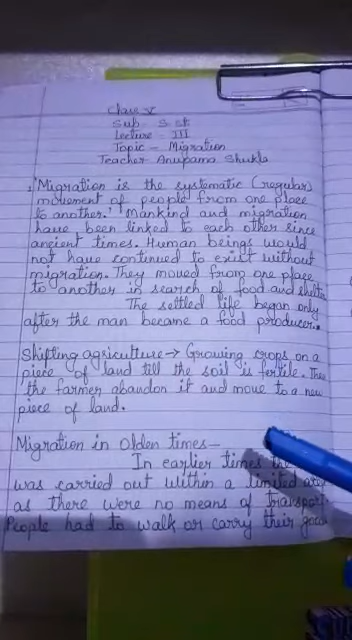 Class V
Sub - S.St
Lecture - III
Topic - Migration
Teacher Anupama Shukla
"Migration is the systematic (regular)
movement of people from one place
to another." Mankind and migration
have been linked to each other since
ancient times. Human beings would
not have continued to exist without
migration. They moved from one place
to another in search of food and shelter
The settled life began only
after the man became a food producer.
Shifting agriculture → Growing crops on a
piece of land till the soil is fertile. Then
the farmer abandon it and move to a new
piece of land.
Migration in Olden times -
In earlier times
was carried out within a limited area
as there were no means of transport.
People had to walk or carry their goods